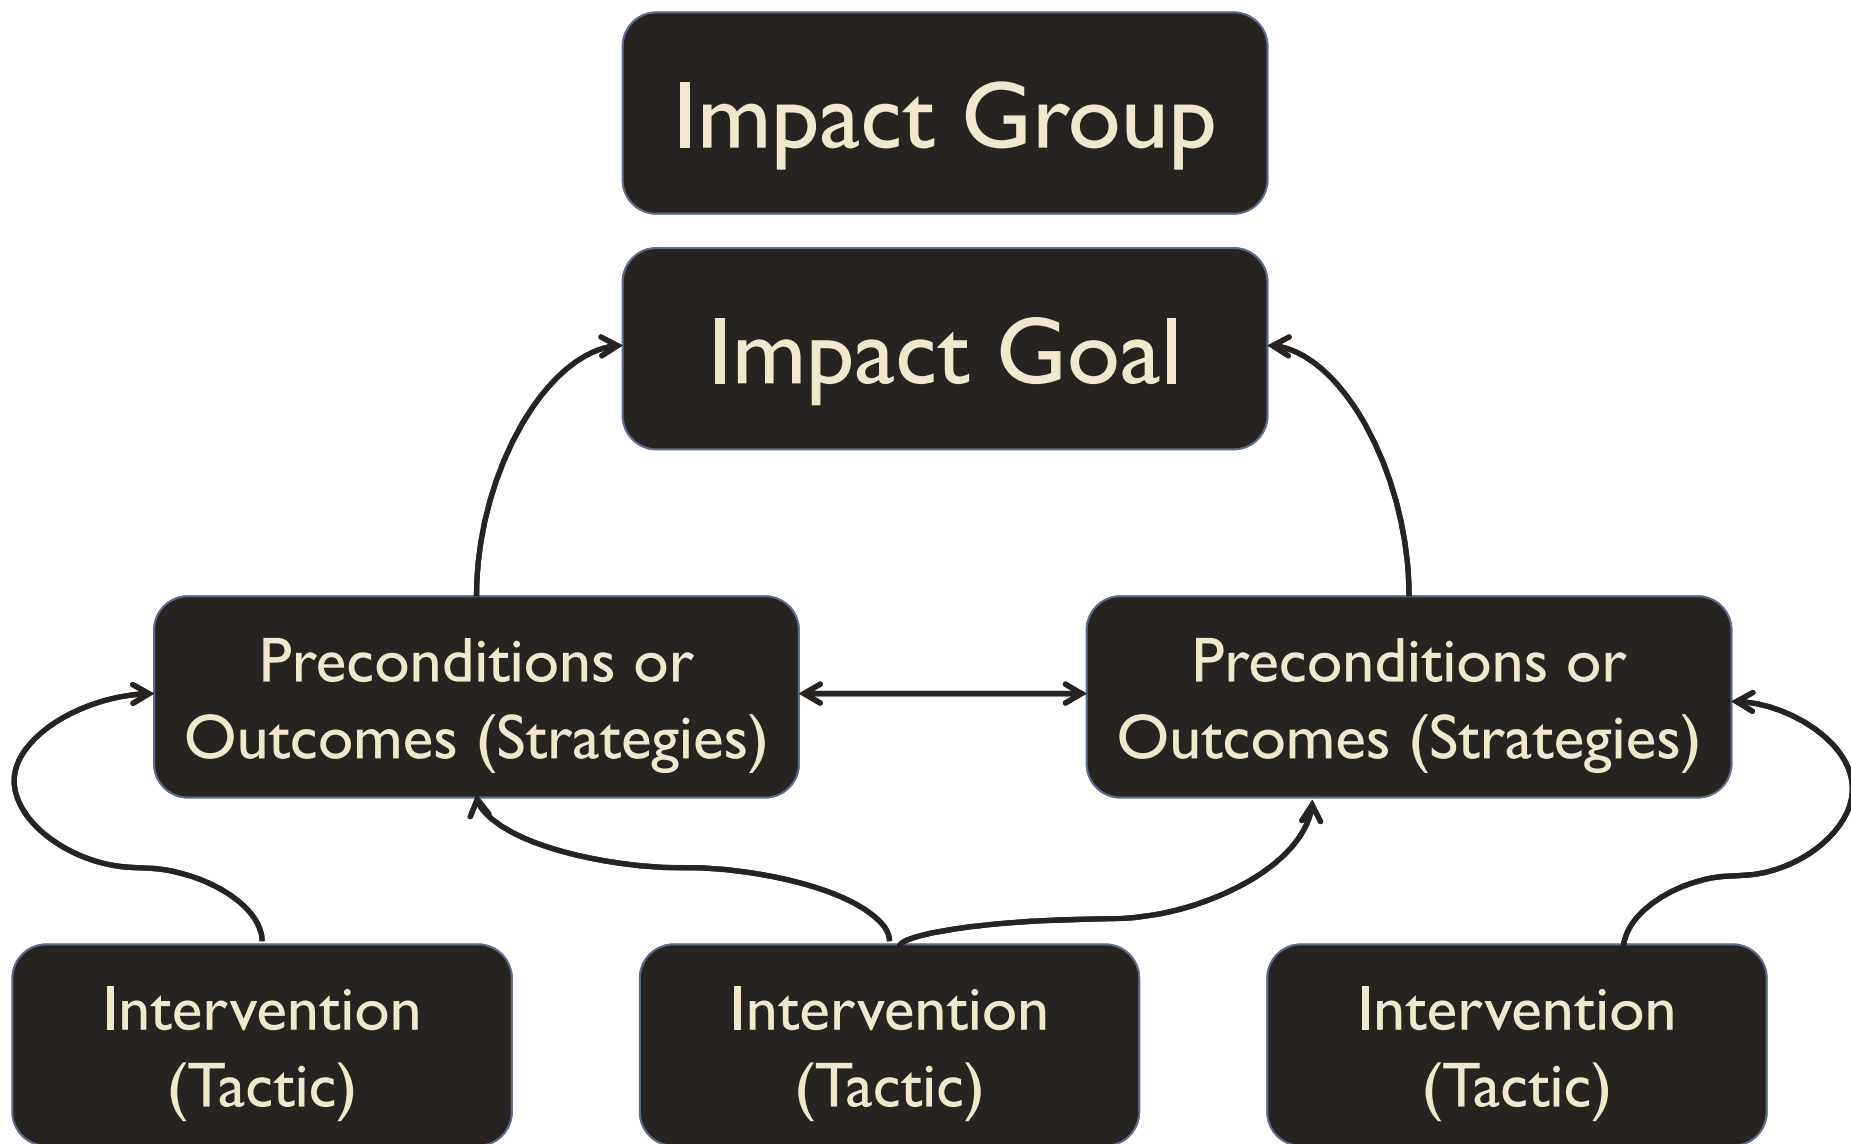 Impact Group
Impact Goal
Preconditions or
Outcomes (Strategies)
Preconditions or
Outcomes (Strategies)
Intervention
(Tactic)
Intervention
(Tactic)
Intervention
(Tactic)